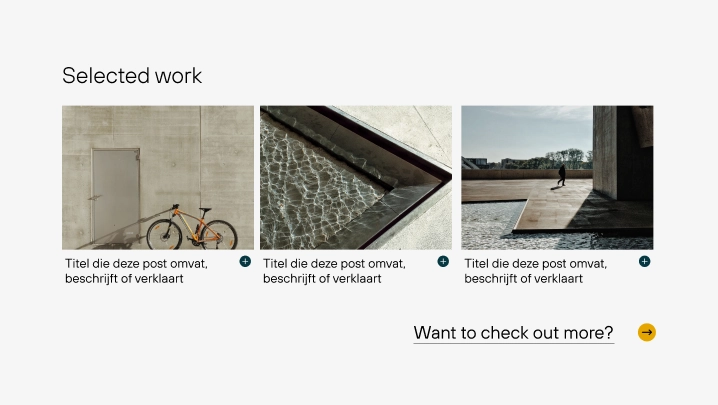 Selected work
Titel die deze post omvat,
beschrijft of verklaart
Titel die deze post omvat,
beschrijft of verklaart
Titel die deze post omvat,
beschrijft of verklaart
Want to check out more?